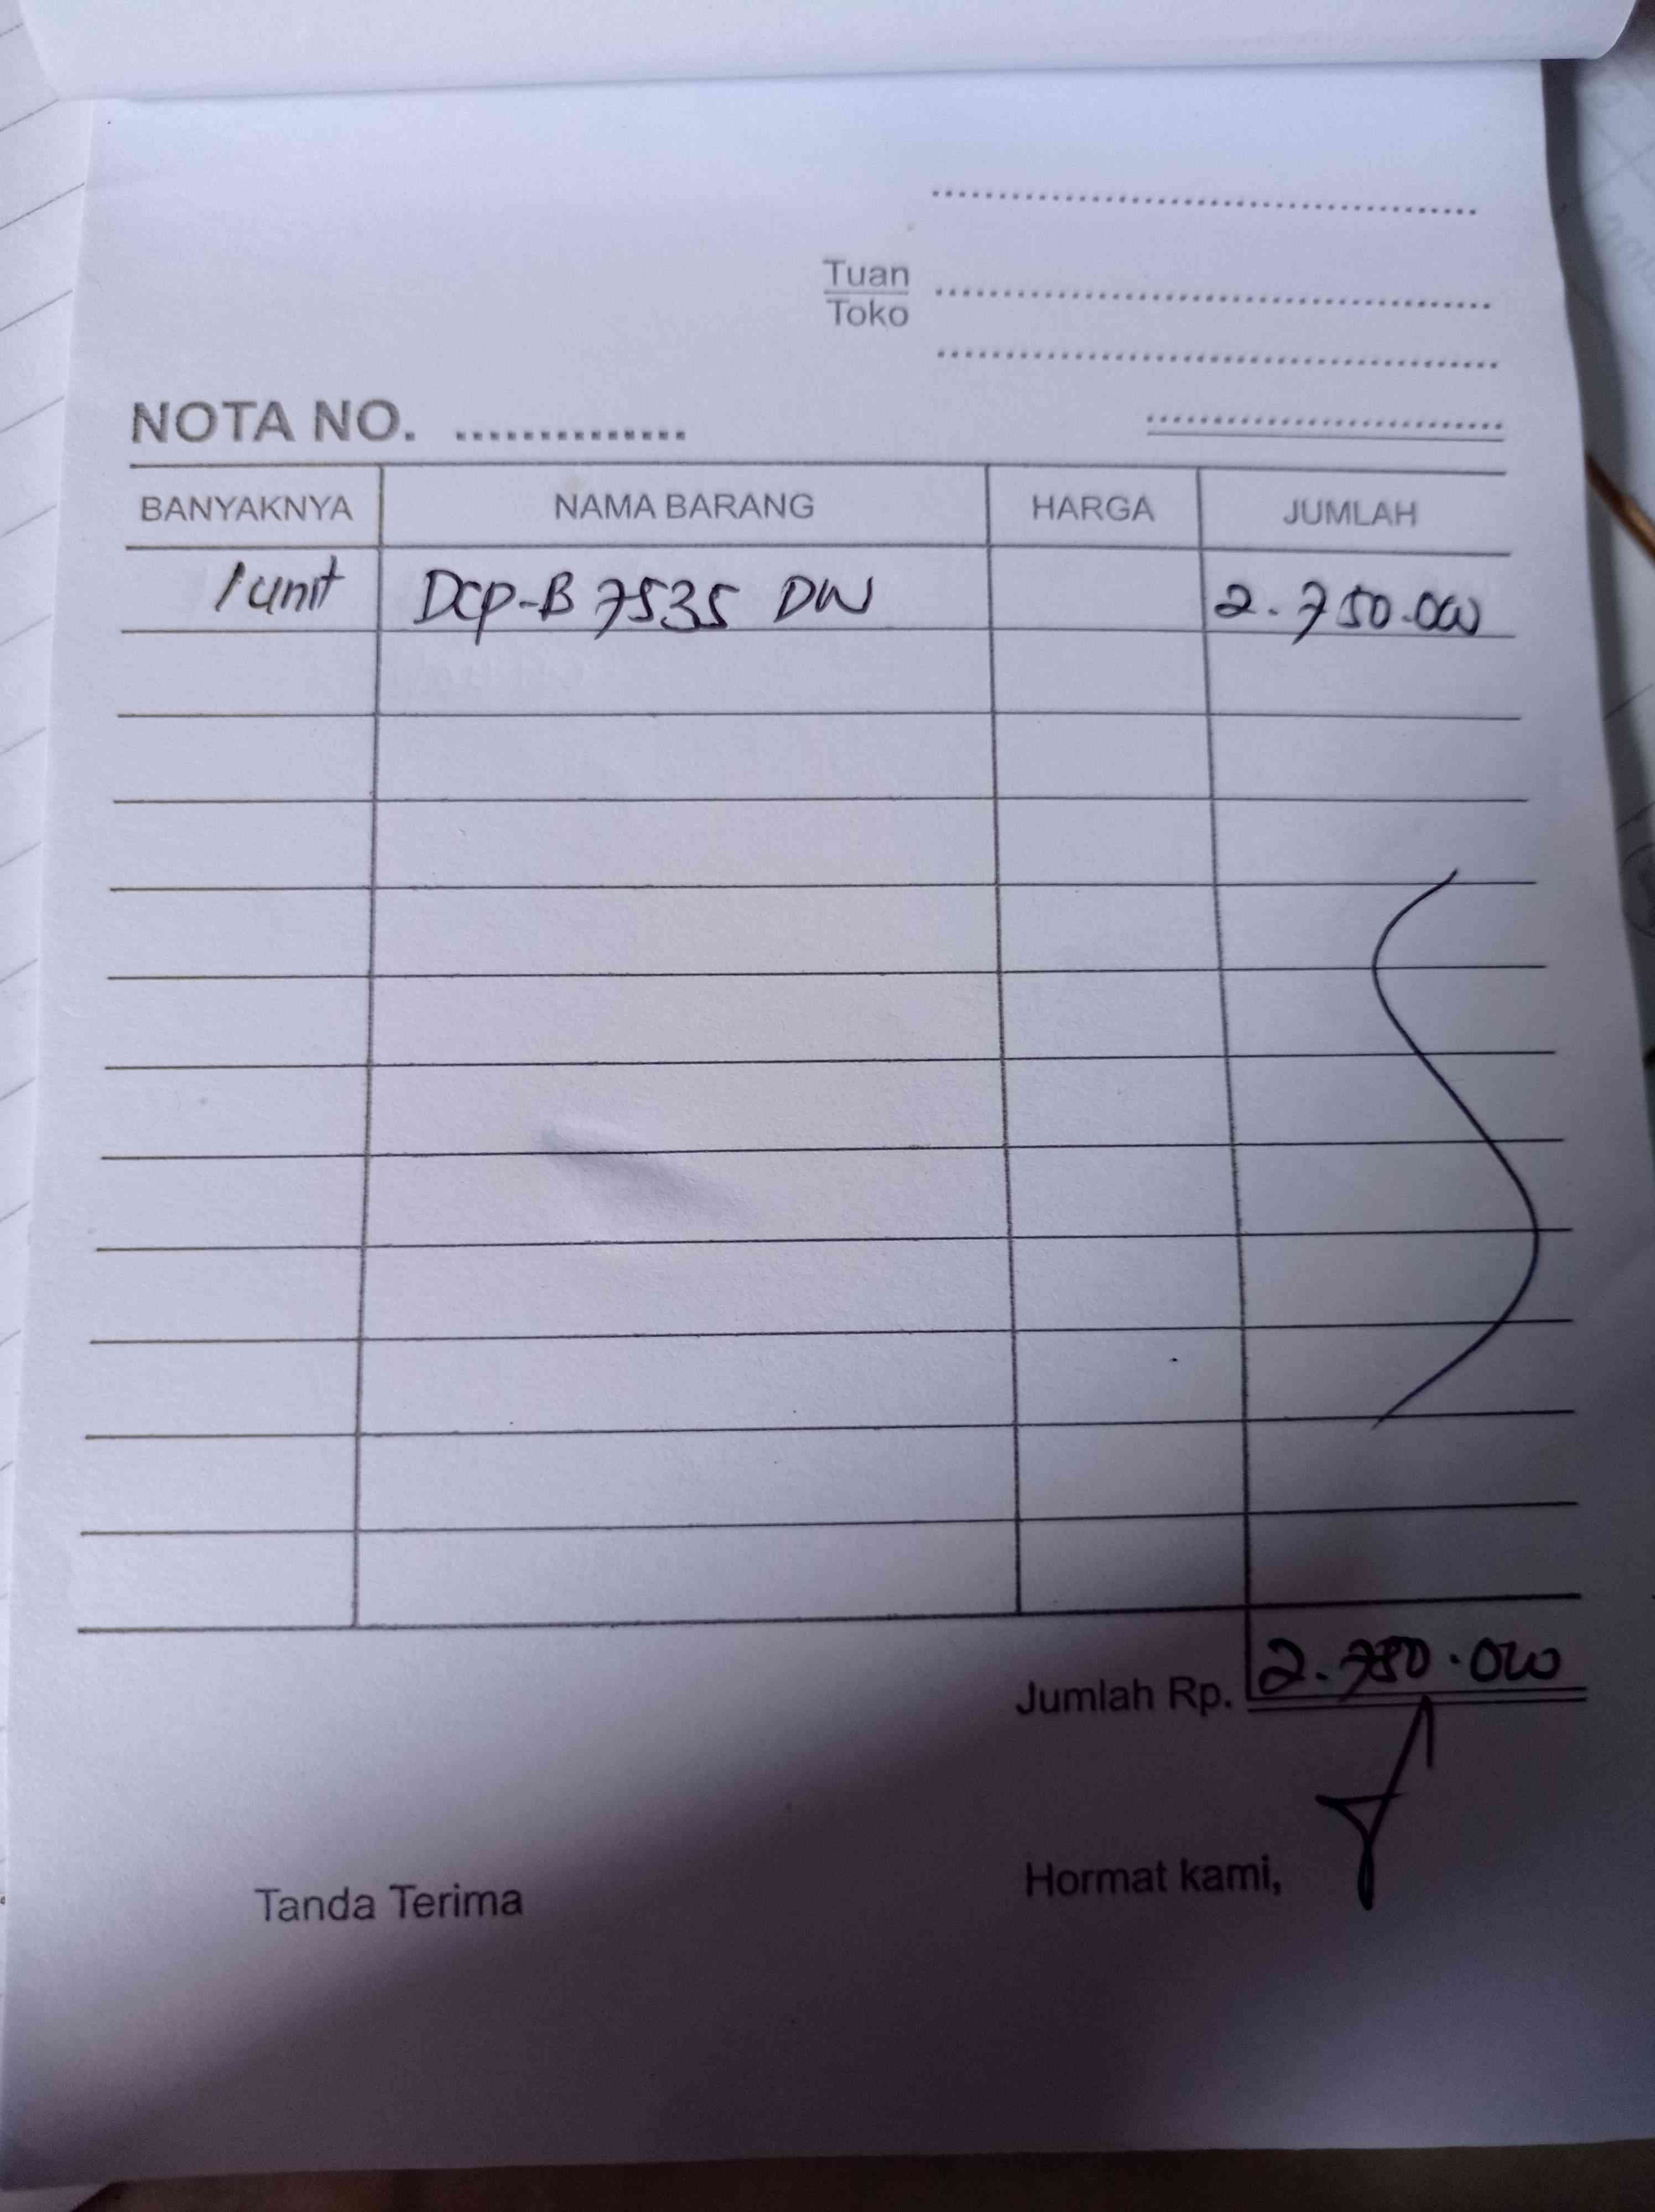 Tuan
Toko
NOTA NO. ..............
BANYAKNYA NAMA BARANG HARGA JUMLAH
1 unit DCP-B 7535 DW 2.750.000
Jumlah Rp. 2.750.000
Tanda Terima Hormat kami,